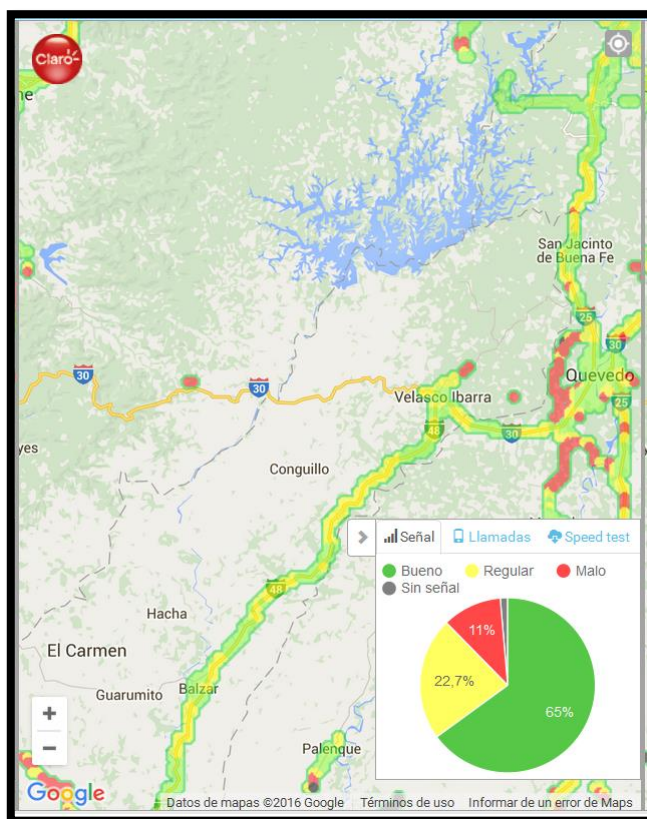 Claro-
ne
San Jacinto
de Buena Fe
25
30
30
30
Quevedo
25
Velasco Ibarra
48
30
yes
Conguillo
Señal
Llamadas
Speed test
Bueno
Regular
Malo
Sin señal
48
11%
22,7%
65%
Hacha
El Carmen
Guarumito
Balzar
+
−
Palenque
Google
Datos de mapas ©2016 Google
Términos de uso
Informar de un error de Maps